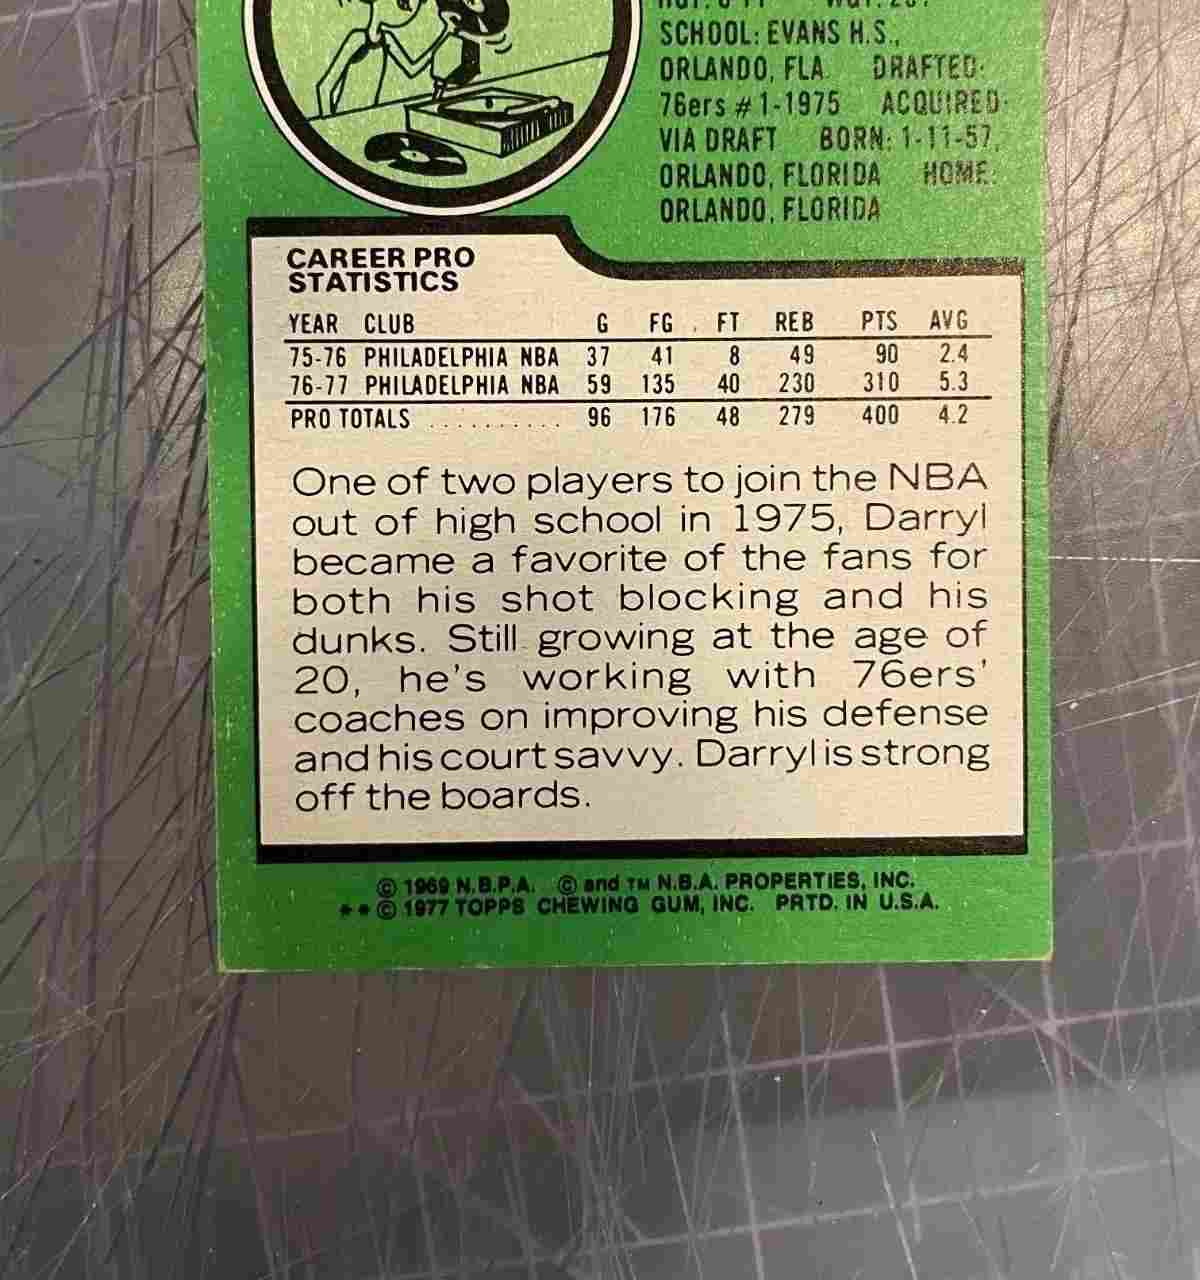 SCHOOL: EVANS H.S.,
ORLANDO, FLA. DRAFTED:
76ers #1-1975 ACQUIRED:
VIA DRAFT BORN: 1-11-57,
ORLANDO, FLORIDA HOME:
ORLANDO, FLORIDA
CAREER PRO
STATISTICS
YEAR CLUB G FG FT REB PTS AVG
75-76 PHILADELPHIA NBA 37 41 8 49 90 2.4
76-77 PHILADELPHIA NBA 59 135 40 230 310 5.3
PRO TOTALS .......... 96 176 48 279 400 4.2
One of two players to join the NBA
out of high school in 1975, Darryl
became a favorite of the fans for
both his shot blocking and his
dunks. Still growing at the age of
20, he's working with 76ers'
coaches on improving his defense
and his court savvy. Darryl is strong
off the boards.
© 1969 N.B.P.A. © and TM N.B.A. PROPERTIES, INC.
**© 1977 TOPPS CHEWING GUM, INC. PRTD. IN U.S.A.